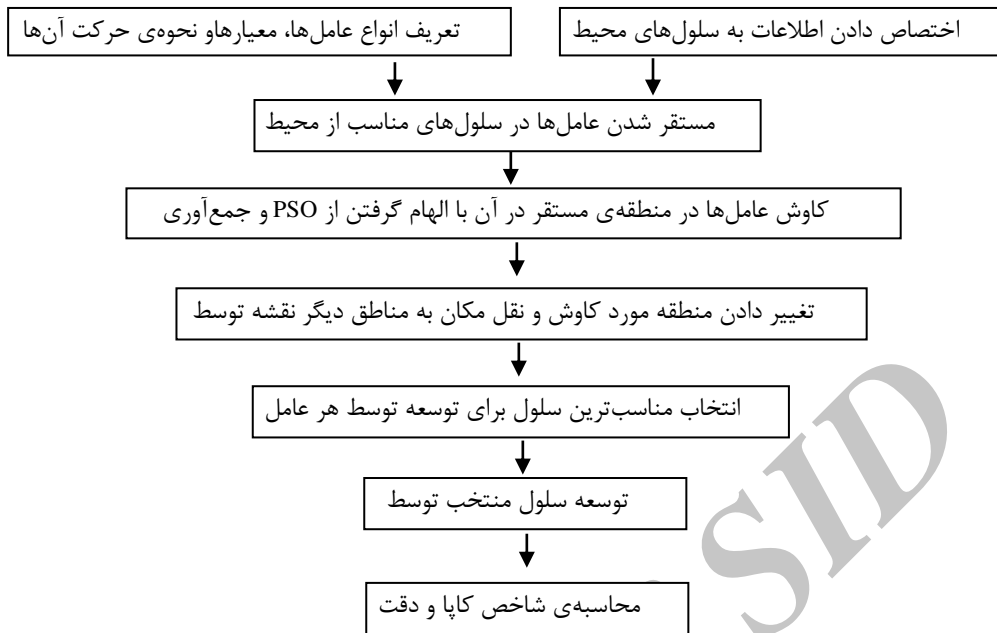 اختصاص دادن اطلاعات به سلول‌های محیط
تعریف انواع عامل‌ها، معیارهاو نحوه‌ی حرکت آن‌ها
مستقر شدن عامل‌ها در سلول‌های مناسب از محیط
کاوش عامل‌ها در منطقه‌ی مستقر در آن با الهام گرفتن از PSO و جمع‌آوری
تغییر دادن منطقه مورد کاوش و نقل مکان به مناطق دیگر نقشه توسط
انتخاب مناسب‌ترین سلول برای توسعه توسط هر عامل
توسعه سلول منتخب توسط
محاسبه‌ی شاخص کاپا و دقت
SID